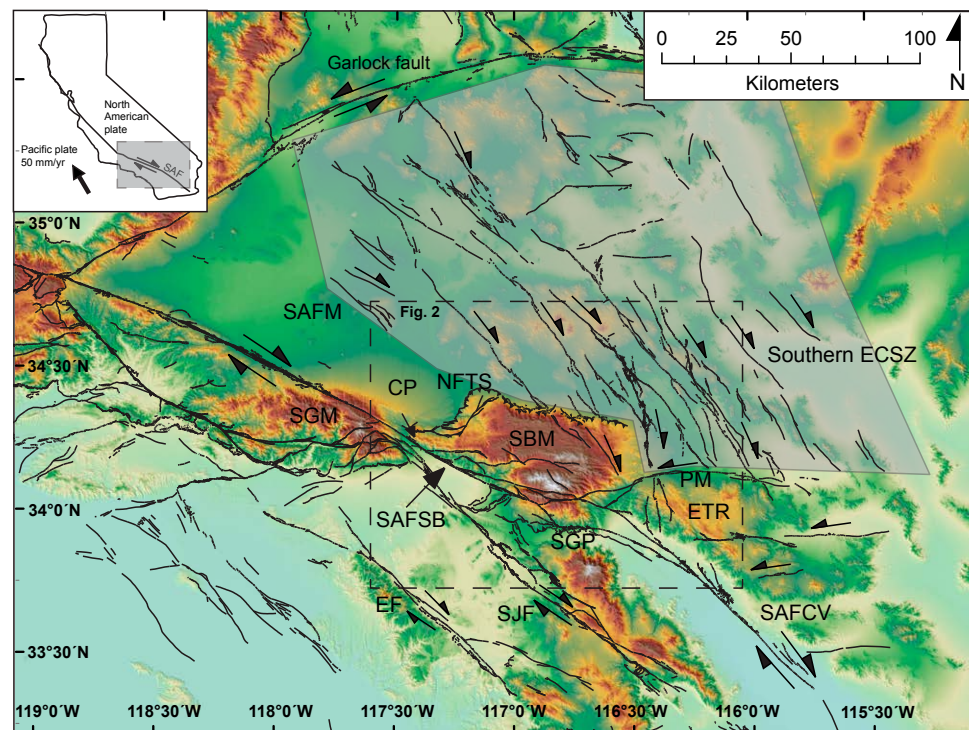 0 25 50 100
Kilometers
N
Garlock fault
North
American
plate
Pacific plate
50 mm/yr
SAF
35°0´N
SAFM
Fig. 2
34°30´N
Southern ECSZ
CP
NFTS
SGM
SBM
PM
34°0´N
SAFSB
ETR
SGP
EF
SJF
SAFCV
33°30´N
119°0´W 118°30´W 118°0´W 117°30´W 117°0´W 116°30´W 116°0´W 115°30´W